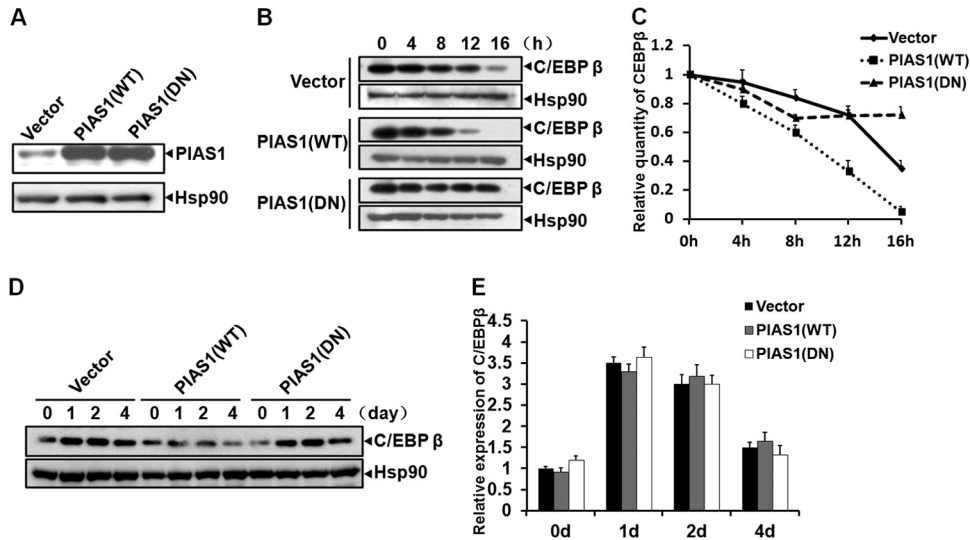 A
Vector
PIAS1(WT)
PIAS1(DN)
PIAS1
Hsp90
B
0 4 8 12 16 (h)
Vector
C/EBP β
Hsp90
PIAS1(WT)
C/EBP β
Hsp90
PIAS1(DN)
C/EBP β
Hsp90
C
Relative quantity of CEBPβ
1.2
1
0.8
0.6
0.4
0.2
0
0h 4h 8h 12h 16h
Vector
PIAS1(WT)
PIAS1(DN)
D
Vector
PIAS1(WT)
PIAS1(DN)
0 1 2 4 0 1 2 4 0 1 2 4 (day)
C/EBP β
Hsp90
E
Relative expression of C/EBPβ
4.5
4
3.5
3
2.5
2
1.5
1
0.5
0
0d 1d 2d 4d
Vector
PIAS1(WT)
PIAS1(DN)